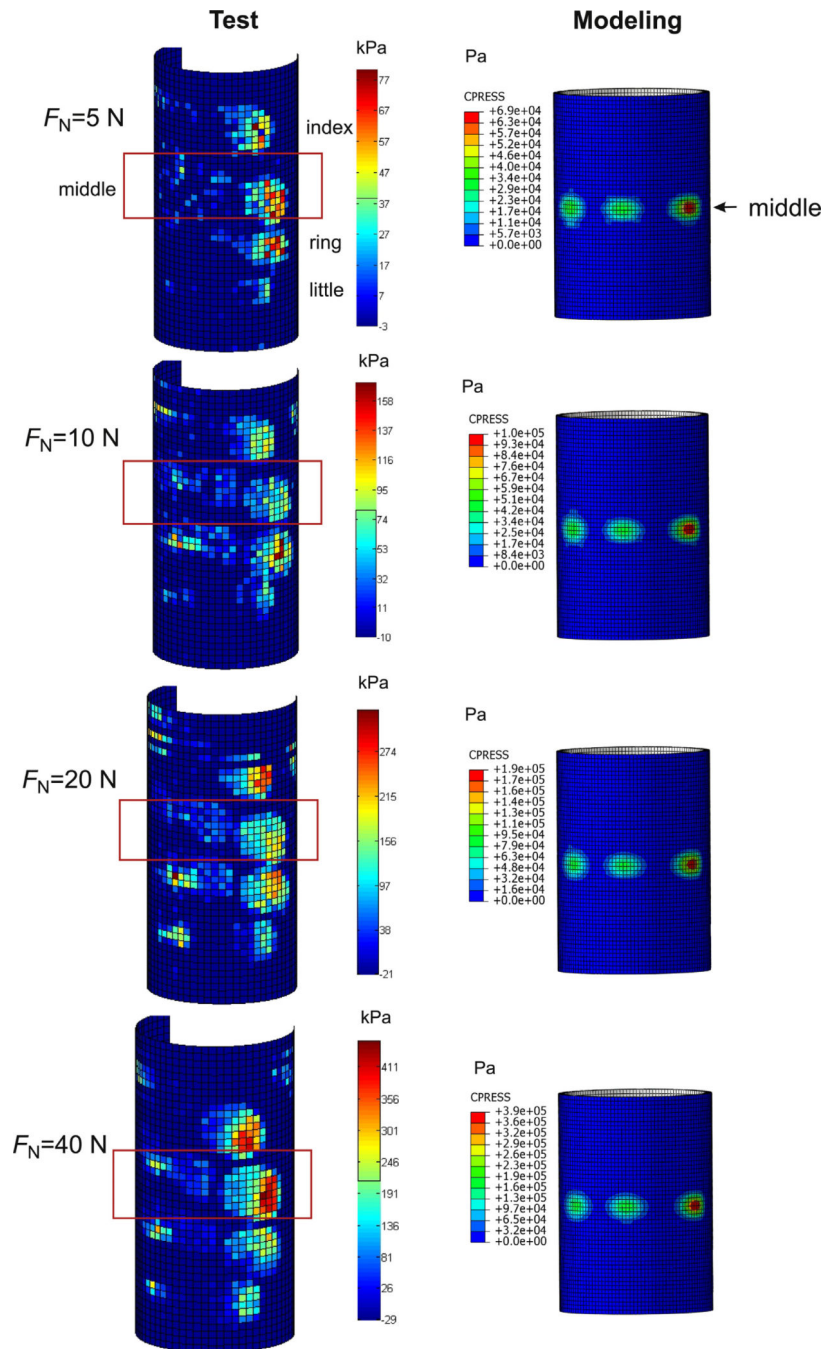 Test
Modeling
kPa
77
67
57
47
37
27
17
7
-3
FN=5 N
index
middle
ring
little
Pa
CPRESS
+6.9e+04
+6.3e+04
+5.7e+04
+5.2e+04
+4.6e+04
+4.0e+04
+3.4e+04
+2.9e+04
+2.3e+04
+1.7e+04
+1.1e+04
+5.7e+03
+0.0e+00
middle
kPa
158
137
116
95
74
53
32
11
-10
FN=10 N
Pa
CPRESS
+1.0e+05
+9.3e+04
+8.4e+04
+7.6e+04
+6.7e+04
+5.9e+04
+5.1e+04
+4.2e+04
+3.4e+04
+2.5e+04
+1.7e+04
+8.4e+03
+0.0e+00
kPa
274
215
156
97
38
-21
FN=20 N
Pa
CPRESS
+1.9e+05
+1.7e+05
+1.6e+05
+1.4e+05
+1.3e+05
+1.1e+05
+9.5e+04
+7.9e+04
+6.3e+04
+4.8e+04
+3.2e+04
+1.6e+04
+0.0e+00
kPa
411
356
301
246
191
136
81
26
-29
FN=40 N
Pa
CPRESS
+3.9e+05
+3.6e+05
+3.2e+05
+2.9e+05
+2.6e+05
+2.3e+05
+1.9e+05
+1.6e+05
+1.3e+05
+9.7e+04
+6.5e+04
+3.2e+04
+0.0e+00